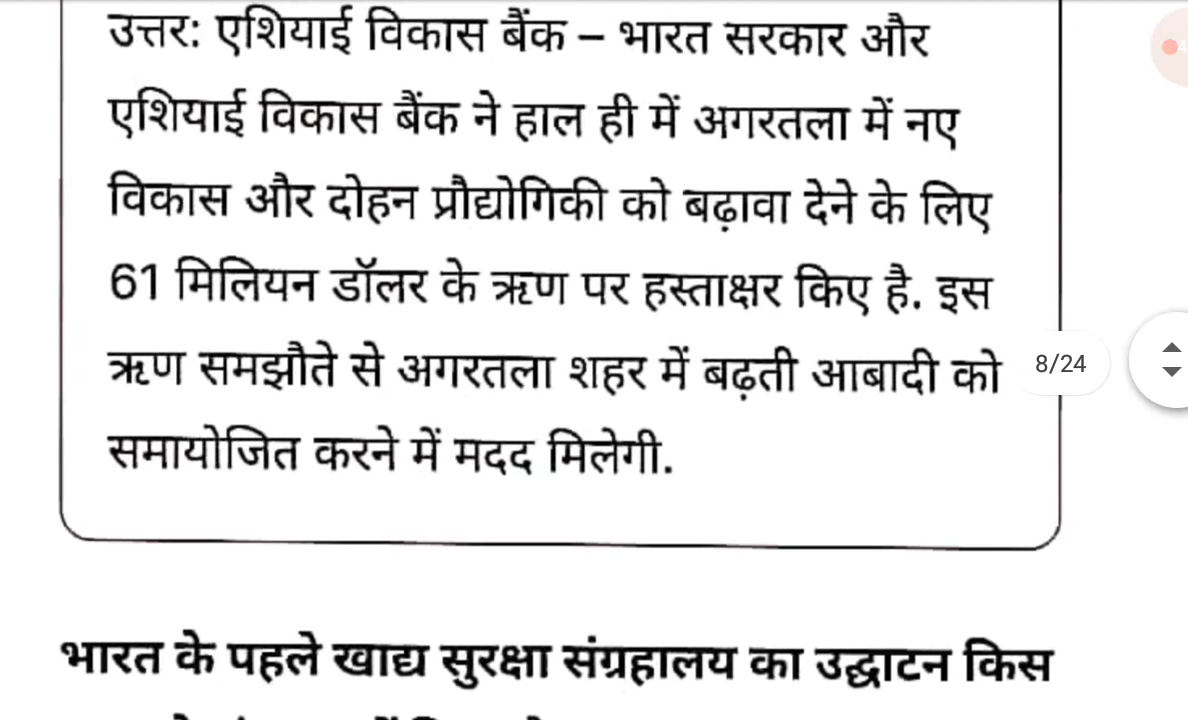 उत्तर: एशियाई विकास बैंक – भारत सरकार और
एशियाई विकास बैंक ने हाल ही में अगरतला में नए
विकास और दोहन प्रौद्योगिकी को बढ़ावा देने के लिए
61 मिलियन डॉलर के ऋण पर हस्ताक्षर किए है. इस
ऋण समझौते से अगरतला शहर में बढ़ती आबादी को
8/24
समायोजित करने में मदद मिलेगी.
भारत के पहले खाद्य सुरक्षा संग्रहालय का उद्घाटन किस